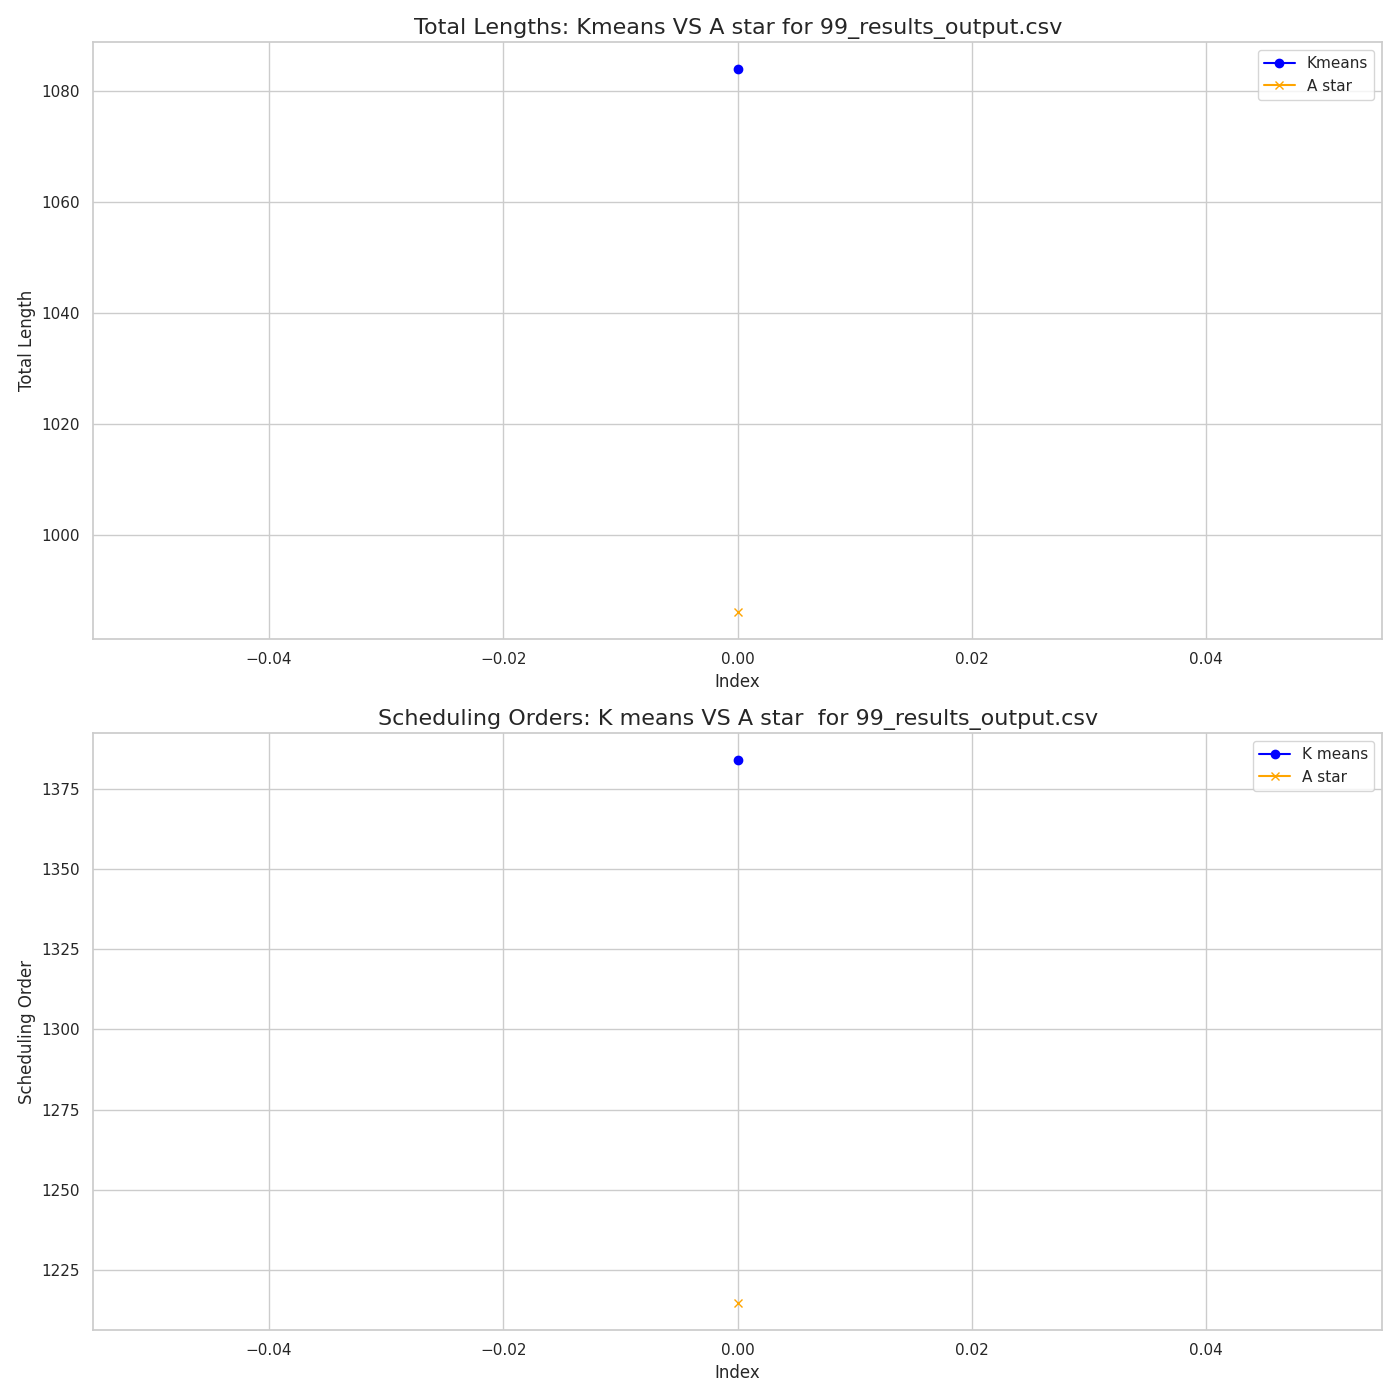 Total Lengths: Kmeans VS A star for 99_results_output.csv
Kmeans
A star
1080
1060
1040
1020
1000
Total Length
−0.04
−0.02
0.00
0.02
0.04
Index
Scheduling Orders: K means VS A star  for 99_results_output.csv
K means
A star
1375
1350
1325
1300
1275
1250
1225
Scheduling Order
−0.04
−0.02
0.00
0.02
0.04
Index